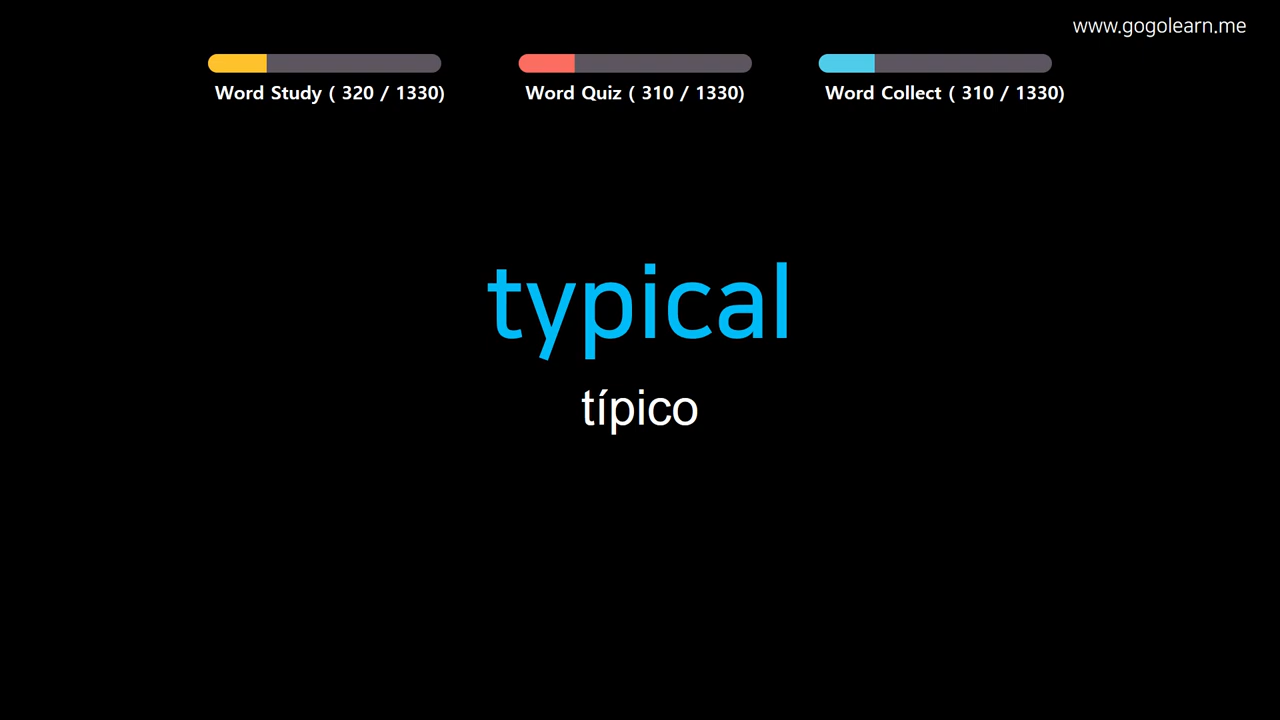 www.gogolearn.me
Word Study ( 320 / 1330)
Word Quiz ( 310 / 1330)
Word Collect ( 310 / 1330)
typical
típico